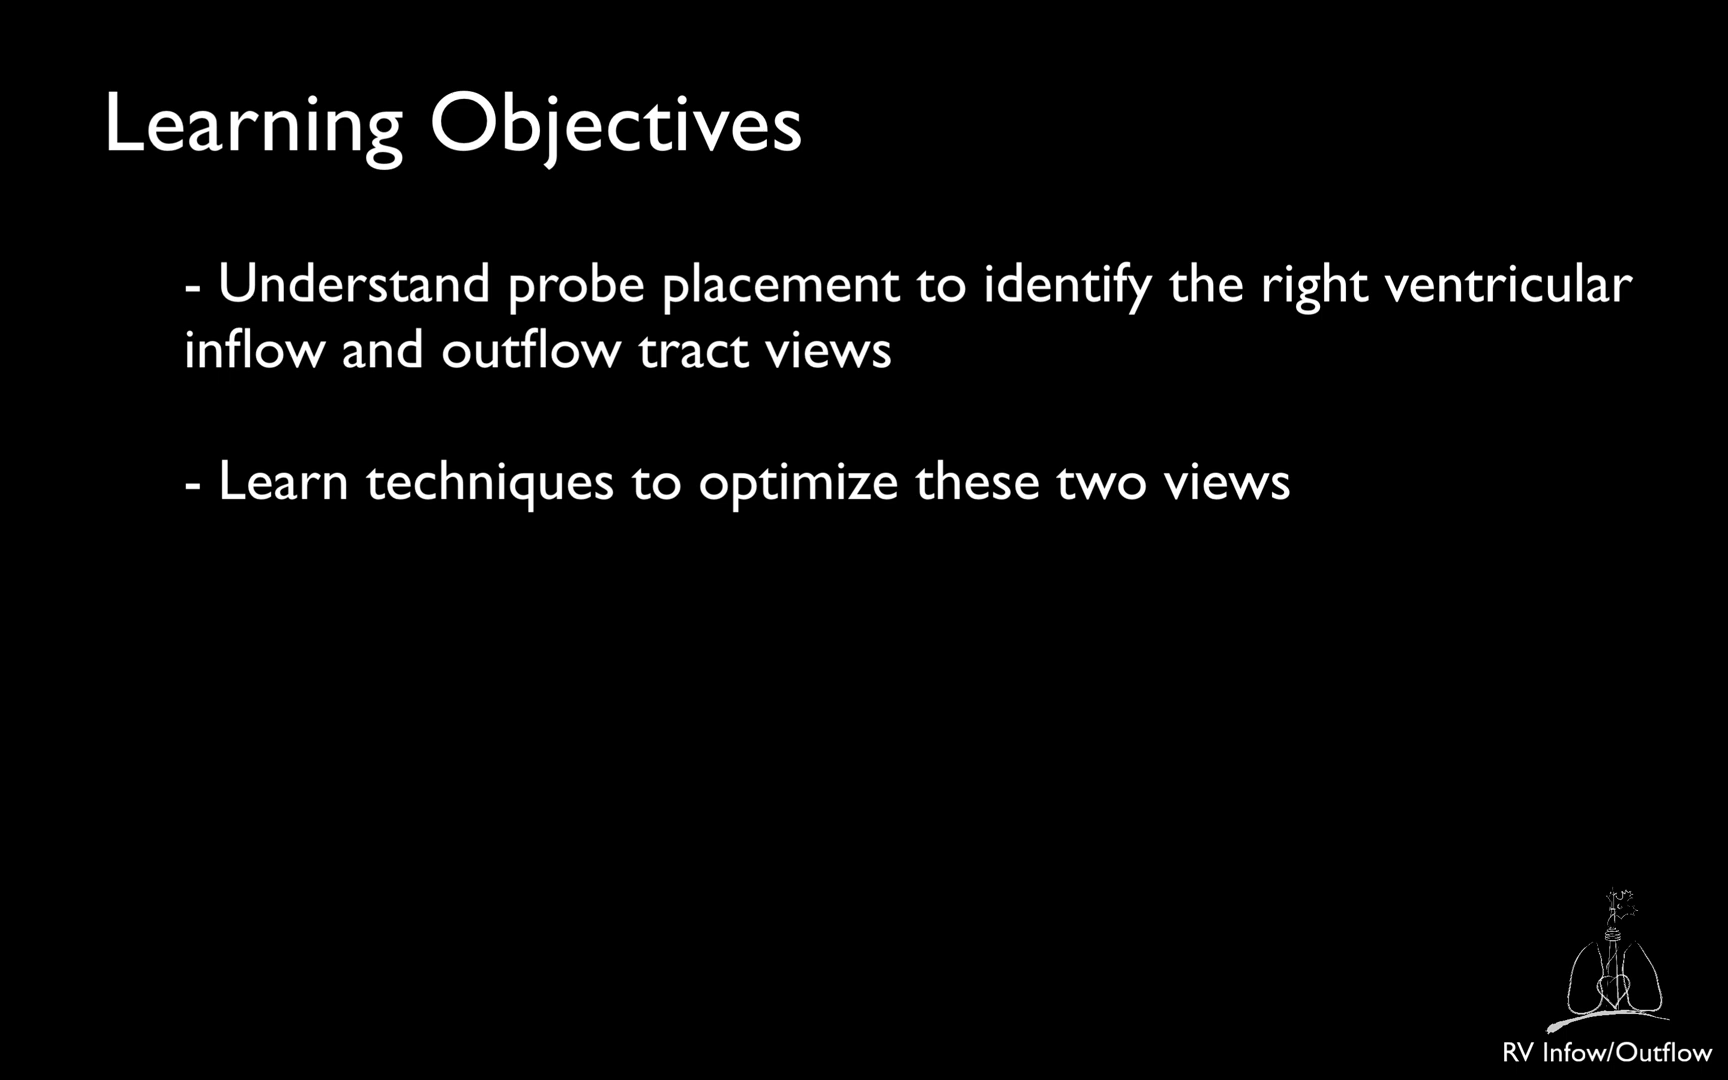 Learning Objectives
- Understand probe placement to identify the right ventricular
inflow and outflow tract views
- Learn techniques to optimize these two views
RV Infow/Outflow